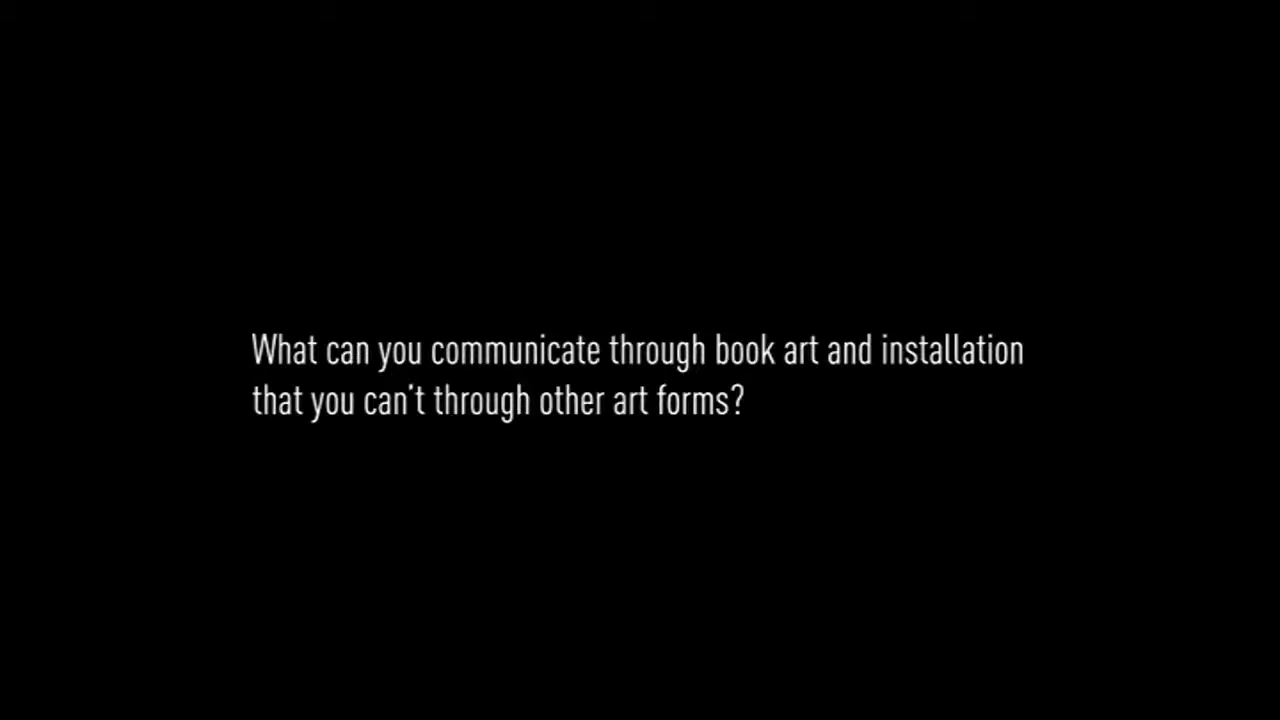 What can you communicate through book art and installation
that you can't through other art forms?